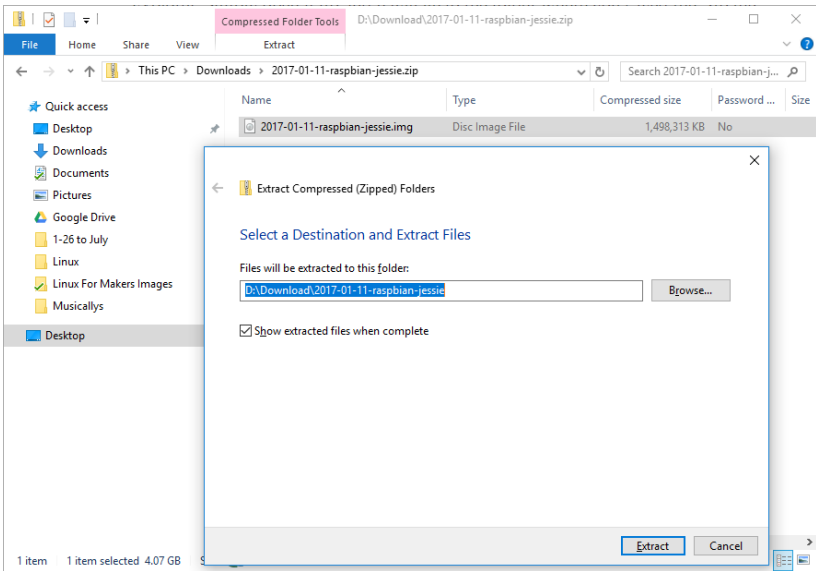 Compressed Folder Tools
D:\Download\2017-01-11-raspbian-jessie.zip
File Home Share View Extract
This PC > Downloads > 2017-01-11-raspbian-jessie.zip
Search 2017-01-11-raspbian-j...
Name Type Compressed size Password ... Size
2017-01-11-raspbian-jessie.img Disc Image File 1,498,313 KB No
Quick access
Desktop
Downloads
Documents
Pictures
Google Drive
1-26 to July
Linux
Linux For Makers Images
Musicallys
Desktop
Extract Compressed (Zipped) Folders
Select a Destination and Extract Files
Files will be extracted to this folder:
D:\Download\2017-01-11-raspbian-jessie
Browse...
Show extracted files when complete
Extract Cancel
1 item 1 item selected 4.07 GB